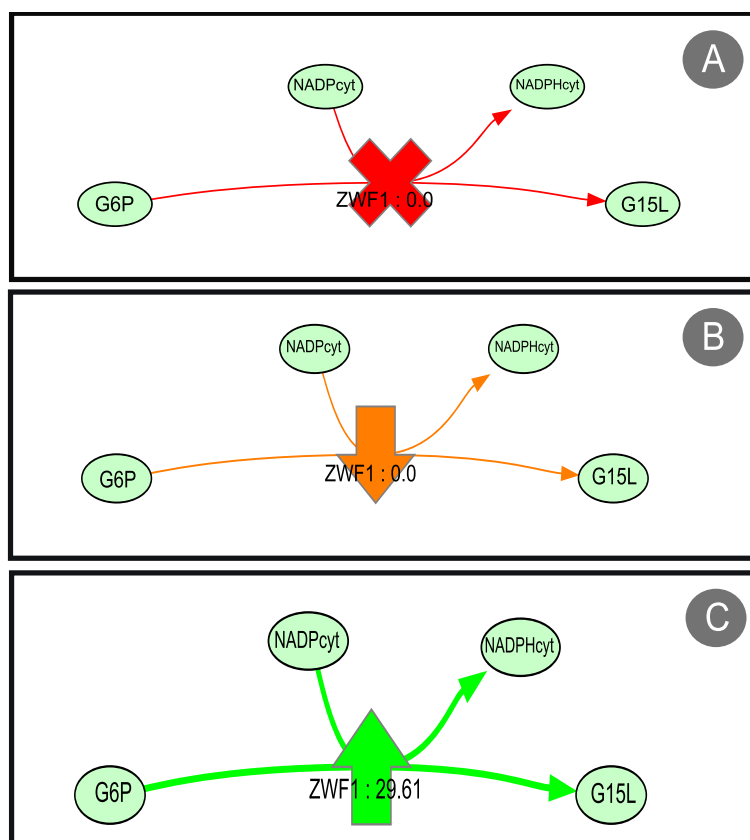 A
NADPcyt
NADPHcyt
G6P
ZWF1 : 0.0
G15L
B
NADPcyt
NADPHcyt
G6P
ZWF1 : 0.0
G15L
C
NADPcyt
NADPHcyt
G6P
ZWF1 : 29.61
G15L